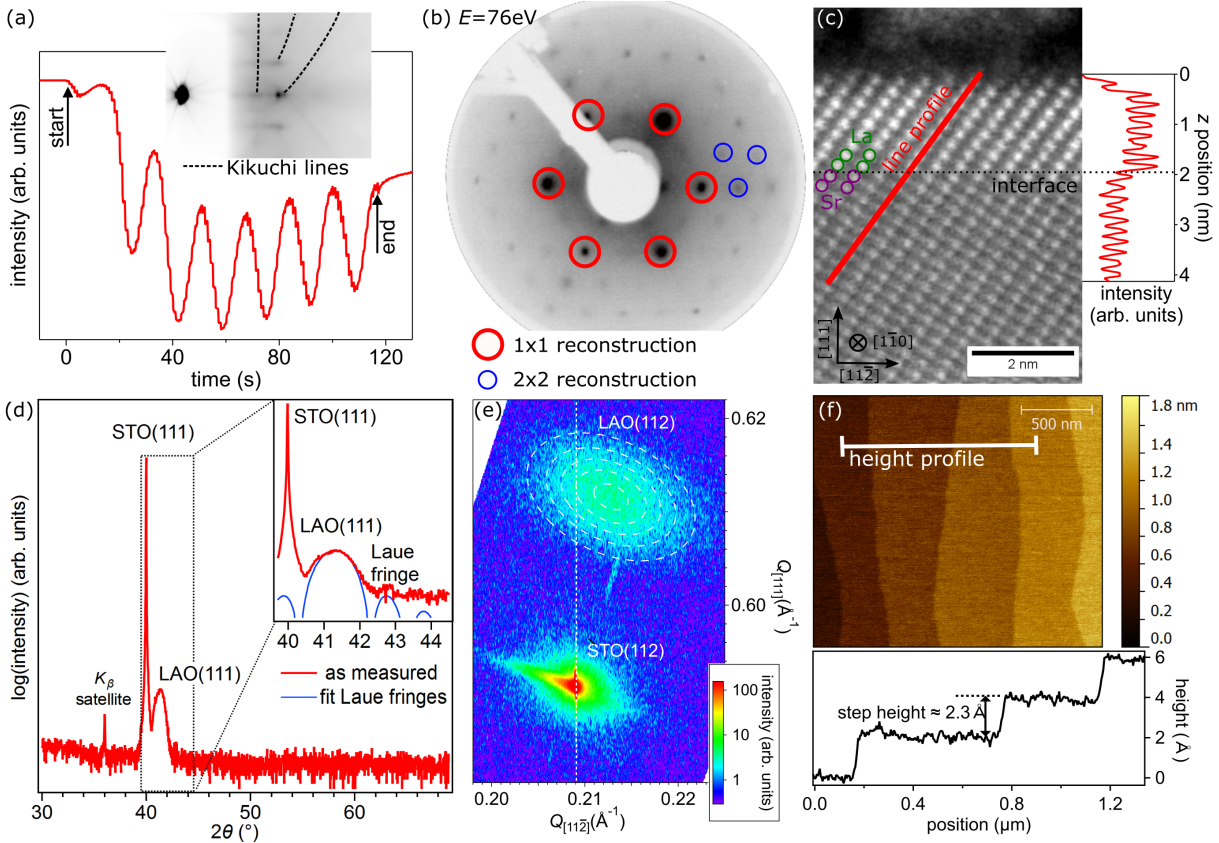 (a)
intensity (arb. units)
start
Kikuchi lines
end
0
40
80
120
time (s)
(b)
E=76eV
1x1 reconstruction
2x2 reconstruction
(c)
La
Sr
line profile
interface
[111]
[11̅0]
[112̅]
2 nm
0
1
2
3
4
z position (nm)
intensity
(arb. units)
(d)
STO(111)
LAO(111)
Kβ
satellite
log(intensity) (arb. units)
30
40
50
60
2θ (°)
STO(111)
LAO(111)
Laue
fringe
40
41
42
43
44
as measured
fit Laue fringes
(e)
LAO(112)
STO(112)
0.62
0.60
Q[111](Å-1)
0.20
0.21
0.22
Q[112̅](Å-1)
100
10
1
intensity (arb. units)
(f)
500 nm
height profile
1.8 nm
1.6
1.4
1.2
1.0
0.8
0.6
0.4
0.2
0.0
step height ≈ 2.3 Å
6
4
2
0
height (Å)
0.0
0.4
0.8
1.2
position (µm)